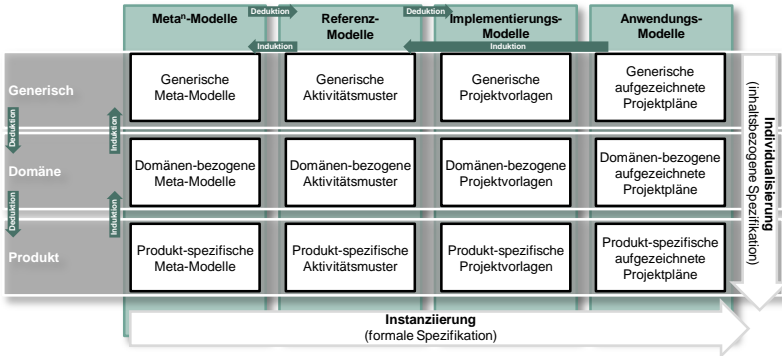 Metaⁿ-Modelle
Deduktion
Referenz-
Modelle
Deduktion
Implementierungs-
Modelle
Anwendungs-
Modelle
Induktion
Induktion
Generisch
Generische
Meta-Modelle
Generische
Aktivitätsmuster
Generische
Projektvorlagen
Generische
aufgezeichnete
Projektpläne
Deduktion
Induktion
Domäne
Domänen-bezogene
Meta-Modelle
Domänen-bezogene
Aktivitätsmuster
Domänen-bezogene
Projektvorlagen
Domänen-bezogene
aufgezeichnete
Projektpläne
Deduktion
Induktion
Produkt
Produkt-spezifische
Meta-Modelle
Produkt-spezifische
Aktivitätsmuster
Produkt-spezifische
Projektvorlagen
Produkt-spezifische
aufgezeichnete
Projektpläne
Individualisierung
(inhaltsbezogene Spezifikation)
Instanziierung
(formale Spezifikation)